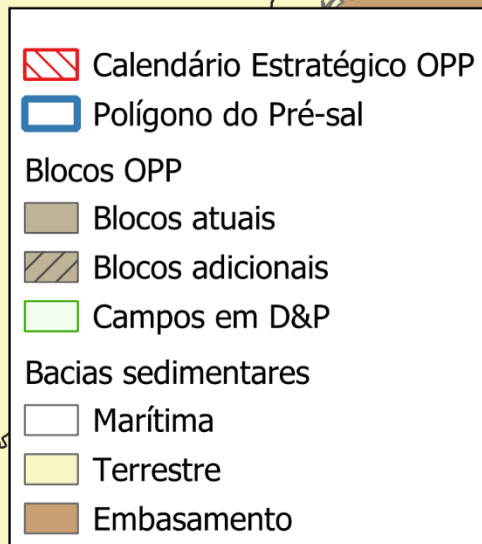 Calendário Estratégico OPP
Polígono do Pré-sal
Blocos OPP
Blocos atuais
Blocos adicionais
Campos em D&P
Bacias sedimentares
Marítima
Terrestre
Embasamento